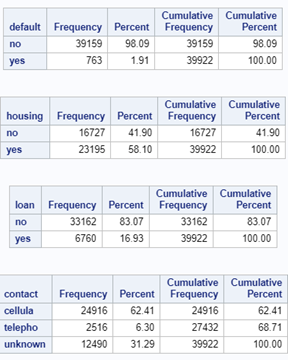 default Frequency Percent Cumulative Frequency Cumulative Percent
no 39159 98.09 39159 98.09
yes 763 1.91 39922 100.00
housing Frequency Percent Cumulative Frequency Cumulative Percent
no 16727 41.90 16727 41.90
yes 23195 58.10 39922 100.00
loan Frequency Percent Cumulative Frequency Cumulative Percent
no 33162 83.07 33162 83.07
yes 6760 16.93 39922 100.00
contact Frequency Percent Cumulative Frequency Cumulative Percent
cellula 24916 62.41 24916 62.41
telepho 2516 6.30 27432 68.71
unknown 12490 31.29 39922 100.00